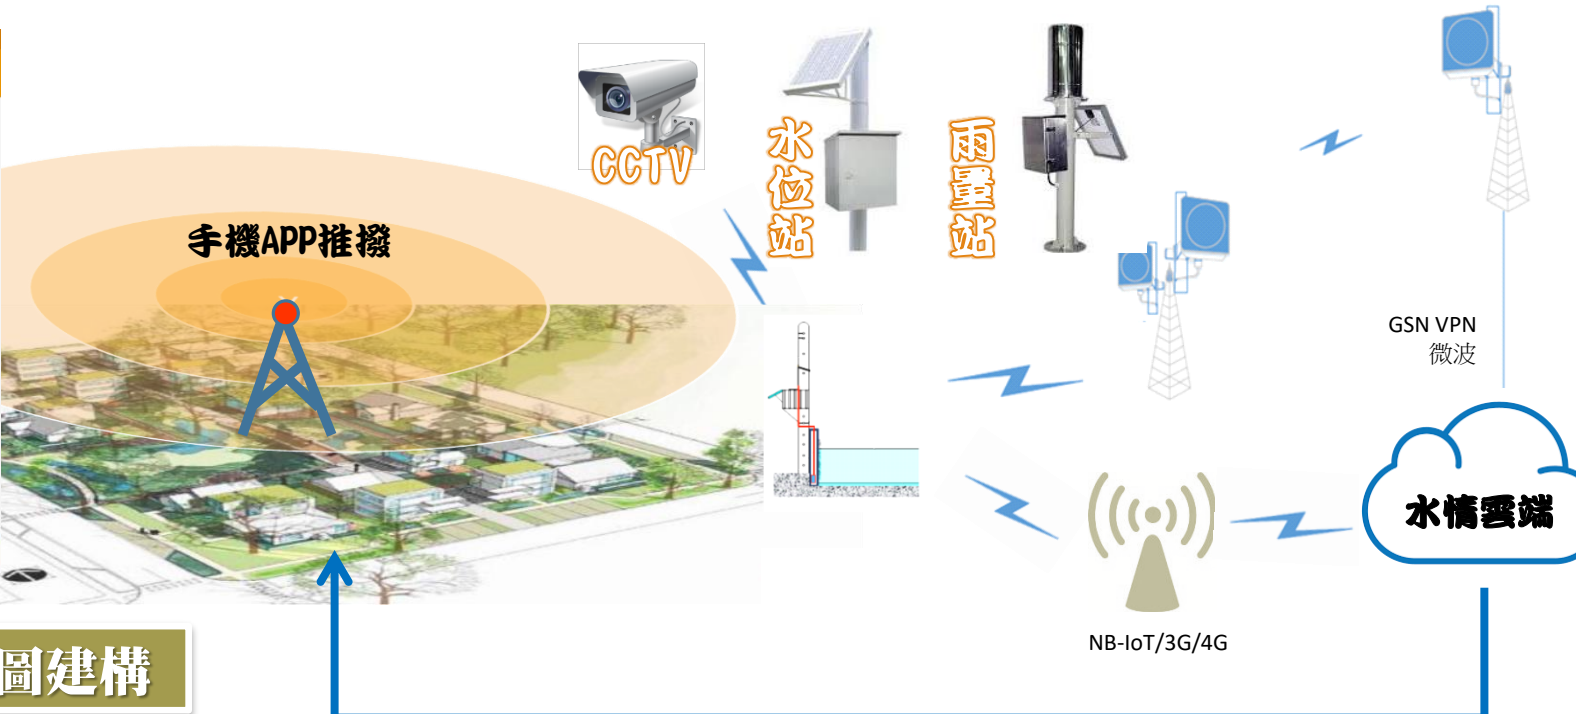 CCTV
水位站
雨量站
手機APP推撥
GSN VPN
微波
水情雲端
NB-IoT/3G/4G
圖建構